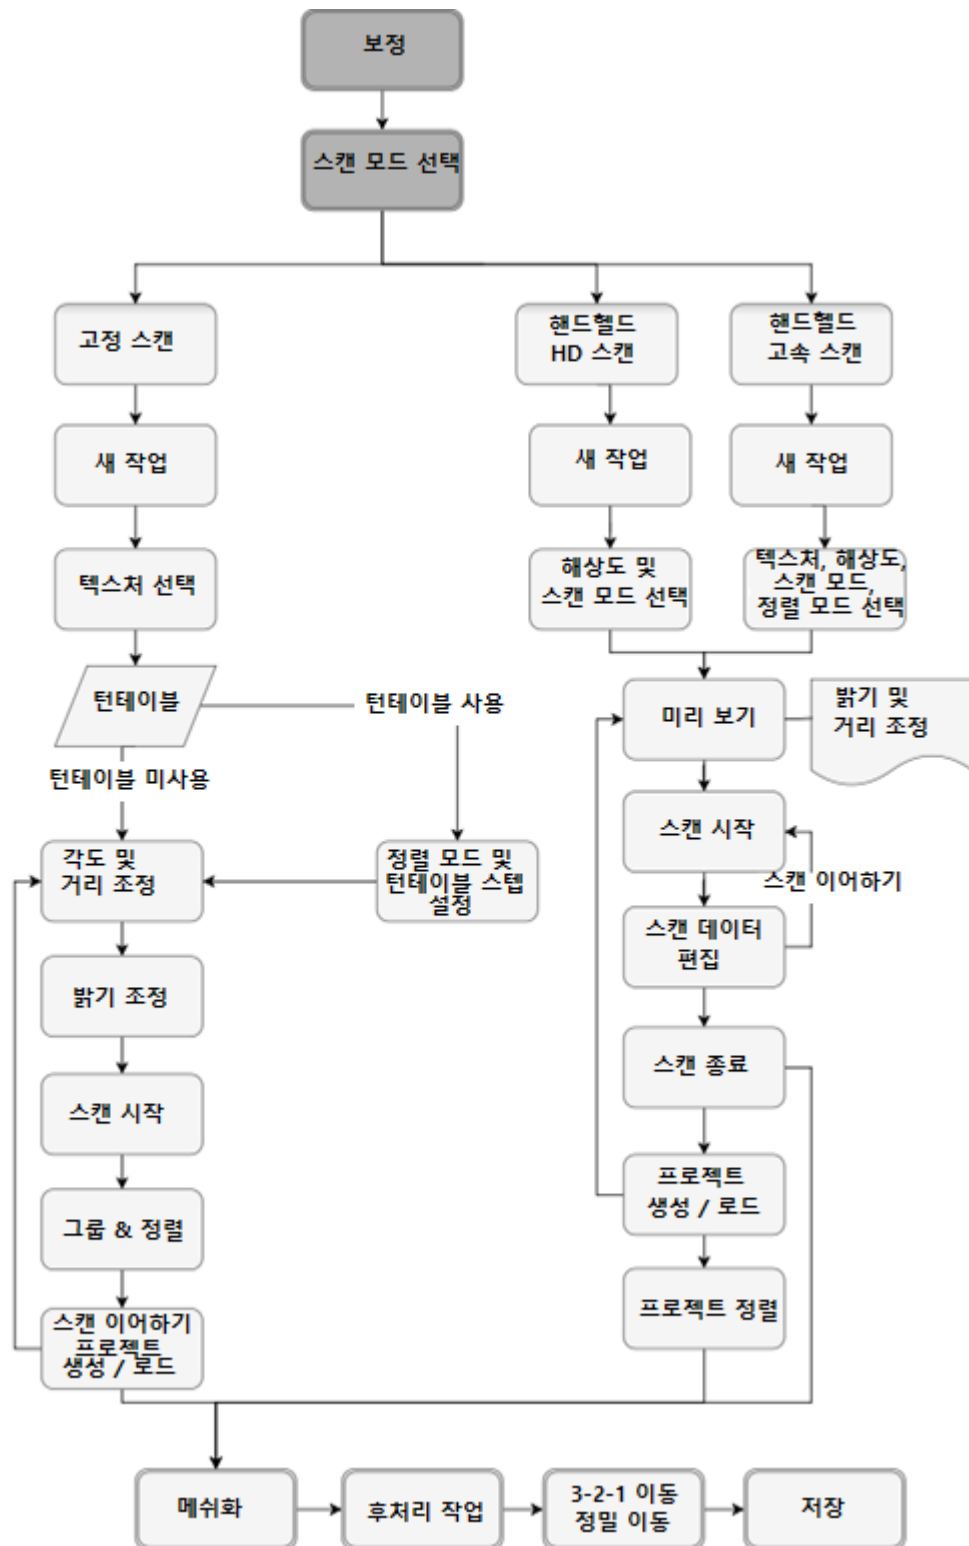 보정
스캔 모드 선택
고정 스캔
핸드헬드
HD 스캔
핸드헬드
고속 스캔
새 작업
새 작업
새 작업
텍스처 선택
해상도 및
스캔 모드 선택
텍스처, 해상도,
스캔 모드,
정렬 모드 선택
턴테이블
턴테이블 사용
턴테이블 미사용
미리 보기
밝기 및
거리 조정
각도 및
거리 조정
정렬 모드 및
턴테이블 스텝
설정
스캔 시작
스캔 이어하기
스캔 데이터
편집
밝기 조정
스캔 종료
스캔 시작
프로젝트
생성 / 로드
그룹 & 정렬
프로젝트 정렬
스캔 이어하기
프로젝트
생성 / 로드
메쉬화
후처리 작업
3-2-1 이동
정밀 이동
저장